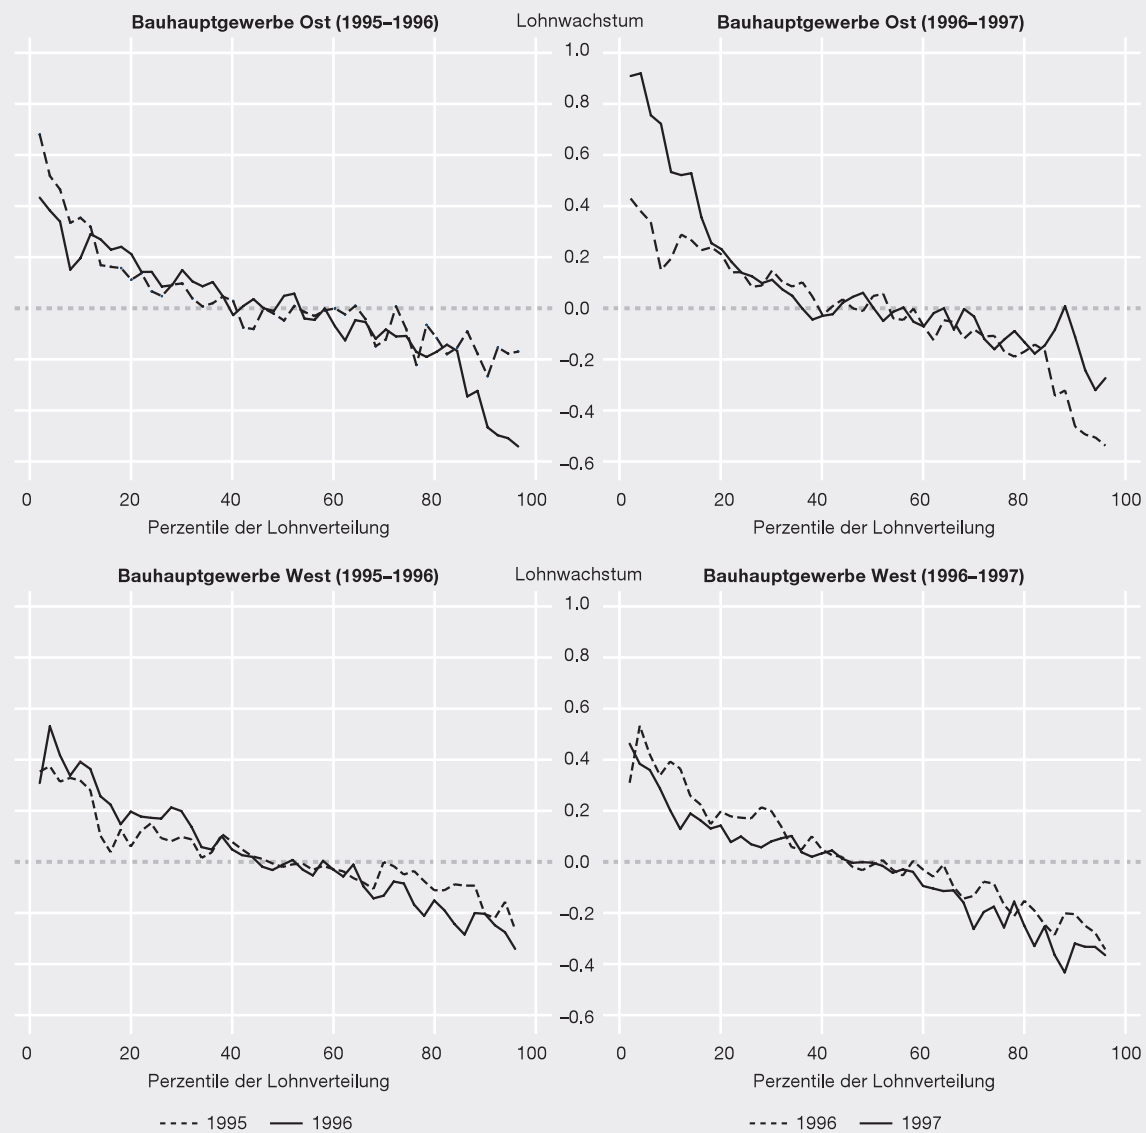 Bauhauptgewerbe Ost (1995–1996)
Lohnwachstum
Bauhauptgewerbe Ost (1996–1997)
1.0
0.8
0.6
0.4
0.2
0.0
–0.2
–0.4
–0.6
0 20 40 60 80 100
0 20 40 60 80 100
Perzentile der Lohnverteilung
Perzentile der Lohnverteilung
Bauhauptgewerbe West (1995–1996)
Lohnwachstum
Bauhauptgewerbe West (1996–1997)
1.0
0.8
0.6
0.4
0.2
0.0
–0.2
–0.4
–0.6
0 20 40 60 80 100
0 20 40 60 80 100
Perzentile der Lohnverteilung
Perzentile der Lohnverteilung
1995 1996
1996 1997